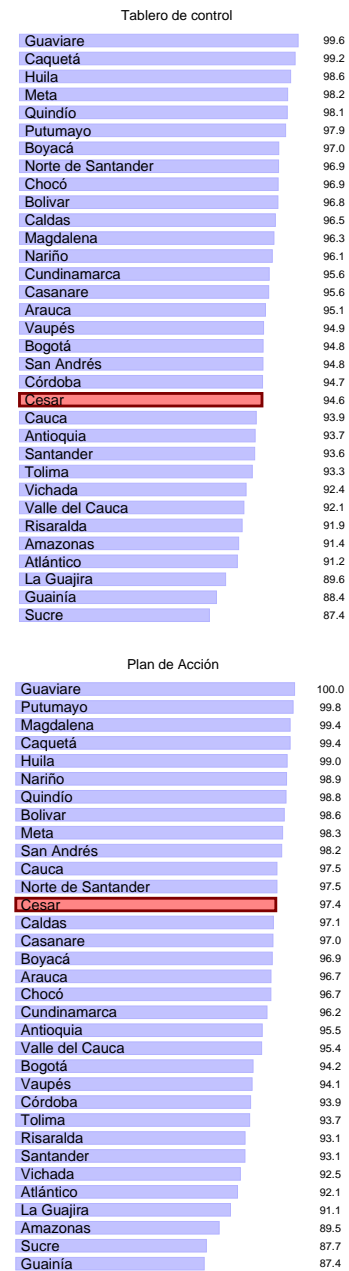 Tablero de control
Guaviare 99.6
Caquetá 99.2
Huila 98.6
Meta 98.2
Quindío 98.1
Putumayo 97.9
Boyacá 97.0
Norte de Santander 96.9
Chocó 96.9
Bolivar 96.8
Caldas 96.5
Magdalena 96.3
Nariño 96.1
Cundinamarca 95.6
Casanare 95.6
Arauca 95.1
Vaupés 94.9
Bogotá 94.8
San Andrés 94.8
Córdoba 94.7
Cesar 94.6
Cauca 93.9
Antioquia 93.7
Santander 93.6
Tolima 93.3
Vichada 92.4
Valle del Cauca 92.1
Risaralda 91.9
Amazonas 91.4
Atlántico 91.2
La Guajira 89.6
Guainía 88.4
Sucre 87.4
Plan de Acción
Guaviare 100.0
Putumayo 99.8
Magdalena 99.4
Caquetá 99.4
Huila 99.0
Nariño 98.9
Quindío 98.8
Bolivar 98.6
Meta 98.3
San Andrés 98.2
Cauca 97.5
Norte de Santander 97.5
Cesar 97.4
Caldas 97.1
Casanare 97.0
Boyacá 96.9
Arauca 96.7
Chocó 96.7
Cundinamarca 96.2
Antioquia 95.5
Valle del Cauca 95.4
Bogotá 94.2
Vaupés 94.1
Córdoba 93.9
Tolima 93.7
Risaralda 93.1
Santander 93.1
Vichada 92.5
Atlántico 92.1
La Guajira 91.1
Amazonas 89.5
Sucre 87.7
Guainía 87.4